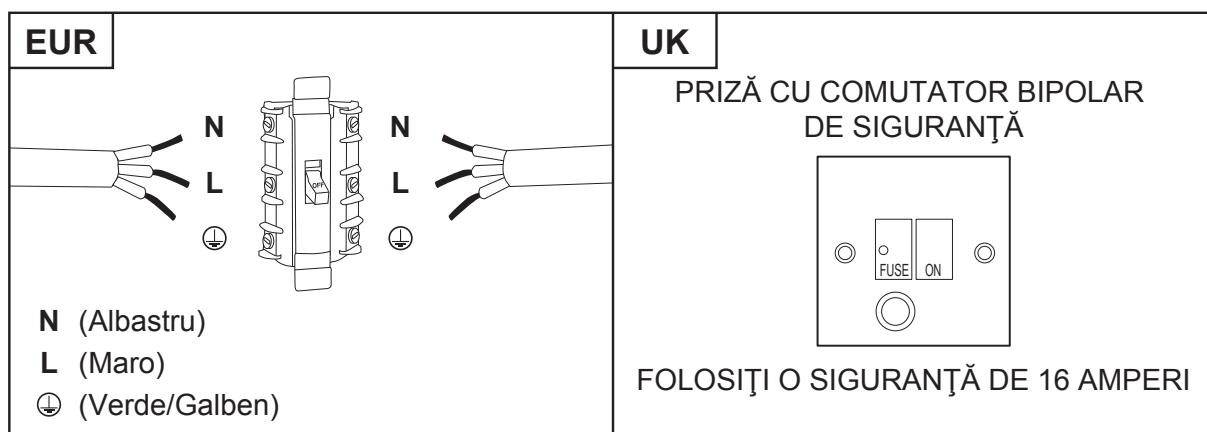 EUR
N
L
OFF
N
L
N (Albastru)
L (Maro)
(Verde/Galben)
UK
PRIZĂ CU COMUTATOR BIPOLAR
DE SIGURANŢĂ
FUSE ON
FOLOSIŢI O SIGURANŢĂ DE 16 AMPERI